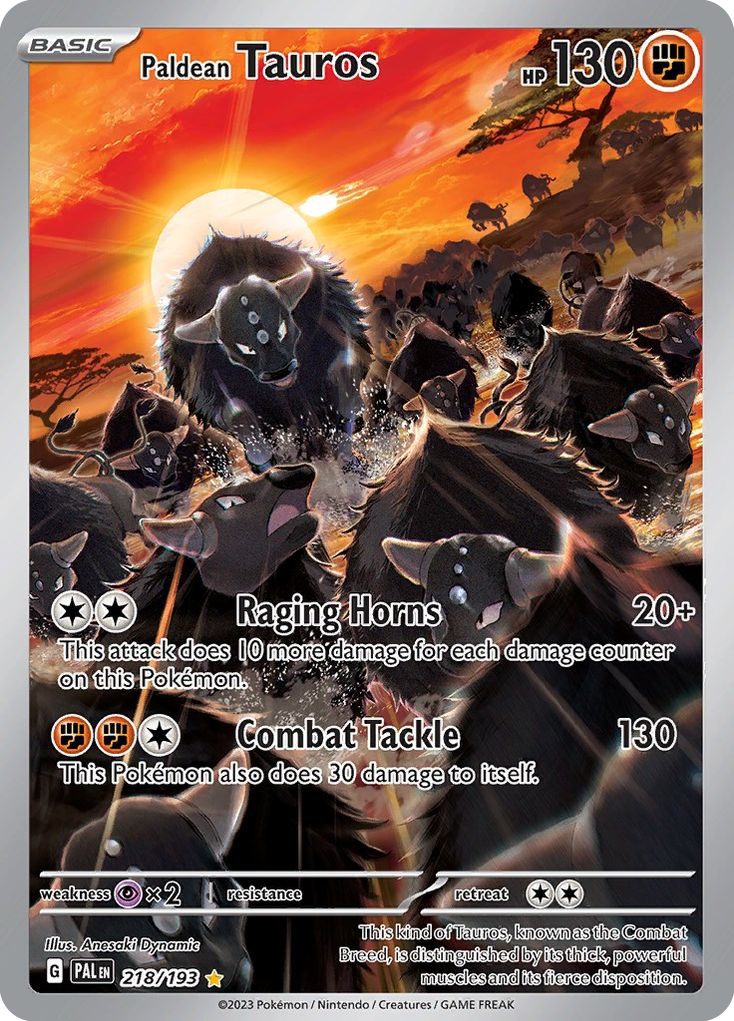 BASIC
Paldean Tauros HP 130
Raging Horns 20+
This attack does 10 more damage for each damage counter
on this Pokémon.
Combat Tackle 130
This Pokémon also does 30 damage to itself.
weakness ×2 resistance retreat
This kind of Tauros, known as the Combat
Breed, is distinguished by its thick, powerful
muscles and its fierce disposition.
Illus. Anesaki Dynamic
G PAL EN 218/193
©2023 Pokémon / Nintendo / Creatures / GAME FREAK